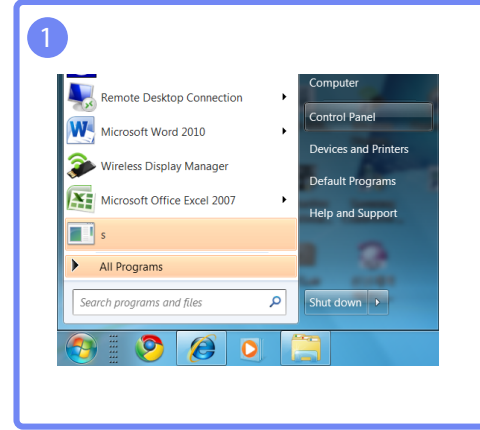 1
Remote Desktop Connection
Microsoft Word 2010
Wireless Display Manager
Microsoft Office Excel 2007
s
All Programs
Search programs and files
Computer
Control Panel
Devices and Printers
Default Programs
Help and Support
Shut down